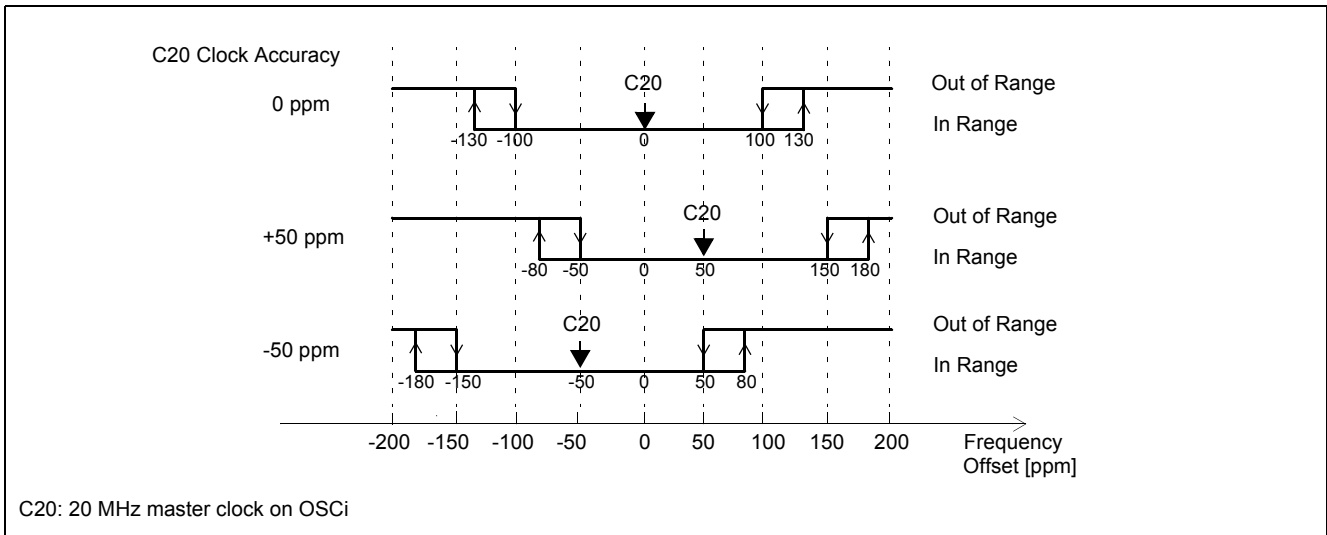 C20 Clock Accuracy
0 ppm
C20
Out of Range
In Range
-130 -100 0 100 130
+50 ppm
C20
Out of Range
In Range
-80 -50 0 50 150 180
-50 ppm
C20
Out of Range
In Range
-180 -150 -50 0 50 80
-200 -150 -100 -50 0 50 100 150 200
Frequency
Offset [ppm]
C20: 20 MHz master clock on OSCi